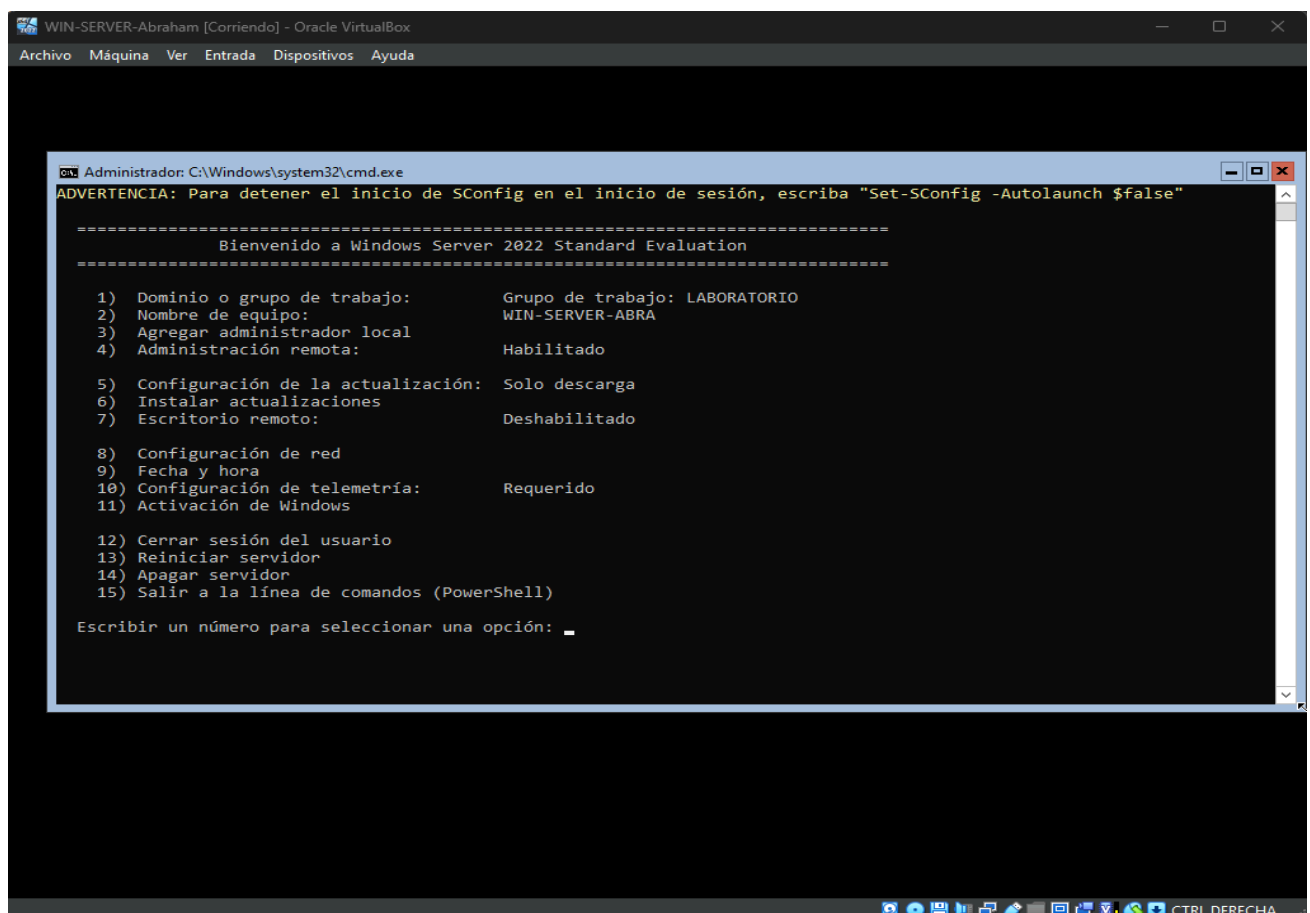 WIN-SERVER-Abraham [Corriendo] - Oracle VirtualBox
Archivo Máquina Ver Entrada Dispositivos Ayuda
Administrador: C:\Windows\system32\cmd.exe
ADVERTENCIA: Para detener el inicio de SConfig en el inicio de sesión, escriba "Set-SConfig -Autolaunch $false"
================================================================================
Bienvenido a Windows Server 2022 Standard Evaluation
================================================================================
1) Dominio o grupo de trabajo: Grupo de trabajo: LABORATORIO
2) Nombre de equipo: WIN-SERVER-ABRA
3) Agregar administrador local
4) Administración remota: Habilitado
5) Configuración de la actualización: Solo descarga
6) Instalar actualizaciones
7) Escritorio remoto: Deshabilitado
8) Configuración de red
9) Fecha y hora
10) Configuración de telemetría: Requerido
11) Activación de Windows
12) Cerrar sesión del usuario
13) Reiniciar servidor
14) Apagar servidor
15) Salir a la línea de comandos (PowerShell)
Escribir un número para seleccionar una opción:
CTRL DERECHA